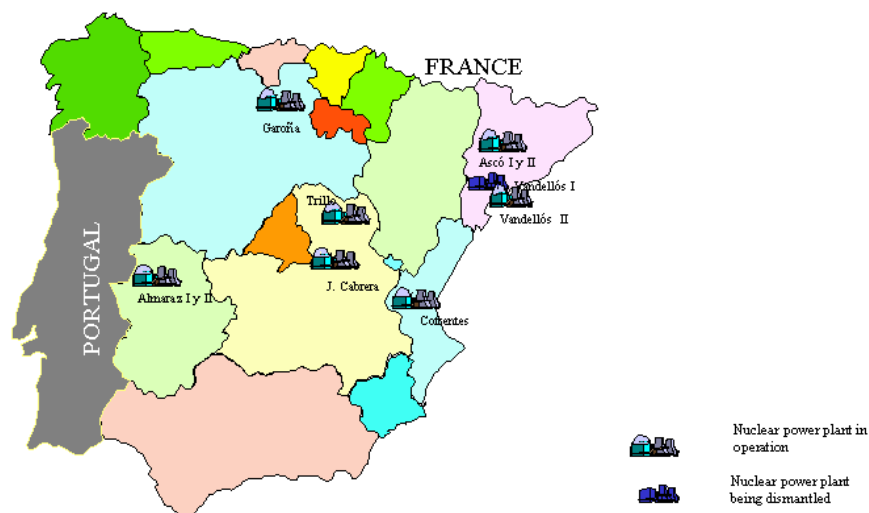 FRANCE
Garoña
Ascó I y II
Vandellós I
Trillo
Vandellós II
PORTUGAL
J. Cabrera
Almaraz I y II
Cofrentes
Nuclear power plant in
operation
Nuclear power plant
being dismantled